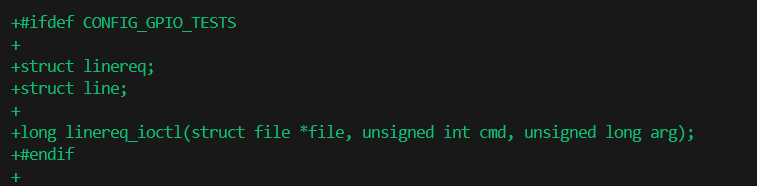 +#ifdef CONFIG_GPIO_TESTS
+
+struct linereq;
+struct line;
+
+long linereq_ioctl(struct file *file, unsigned int cmd, unsigned long arg);
+#endif
+